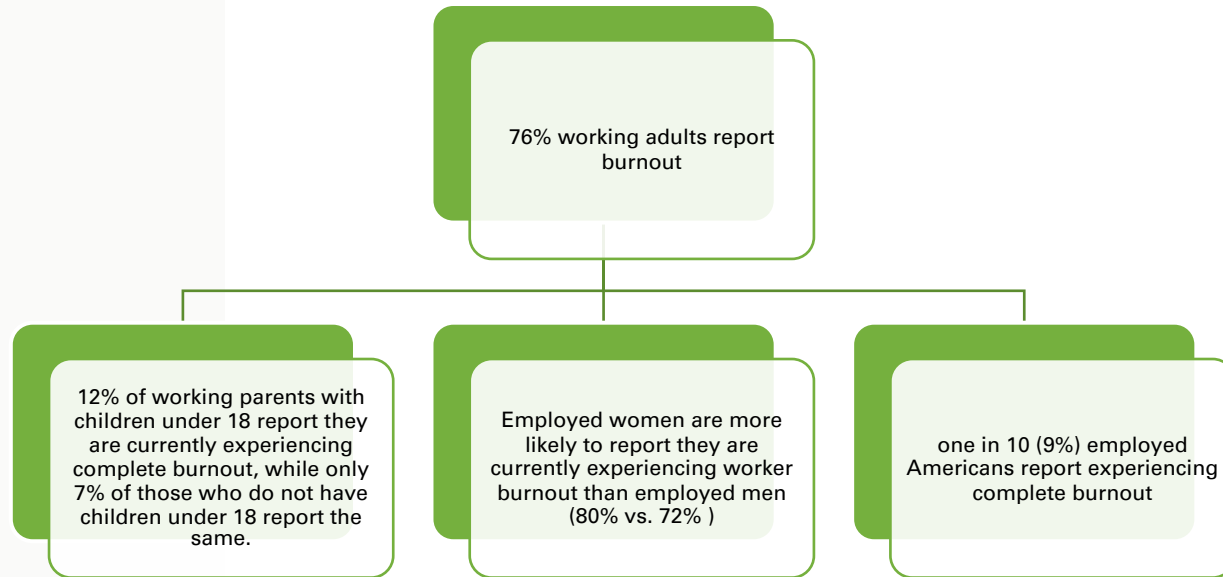 76% working adults report
burnout
12% of working parents with
children under 18 report they
are currently experiencing
complete burnout, while only
7% of those who do not have
children under 18 report the
same.
Employed women are more
likely to report they are
currently experiencing worker
burnout than employed men
(80% vs. 72% )
one in 10 (9%) employed
Americans report experiencing
complete burnout